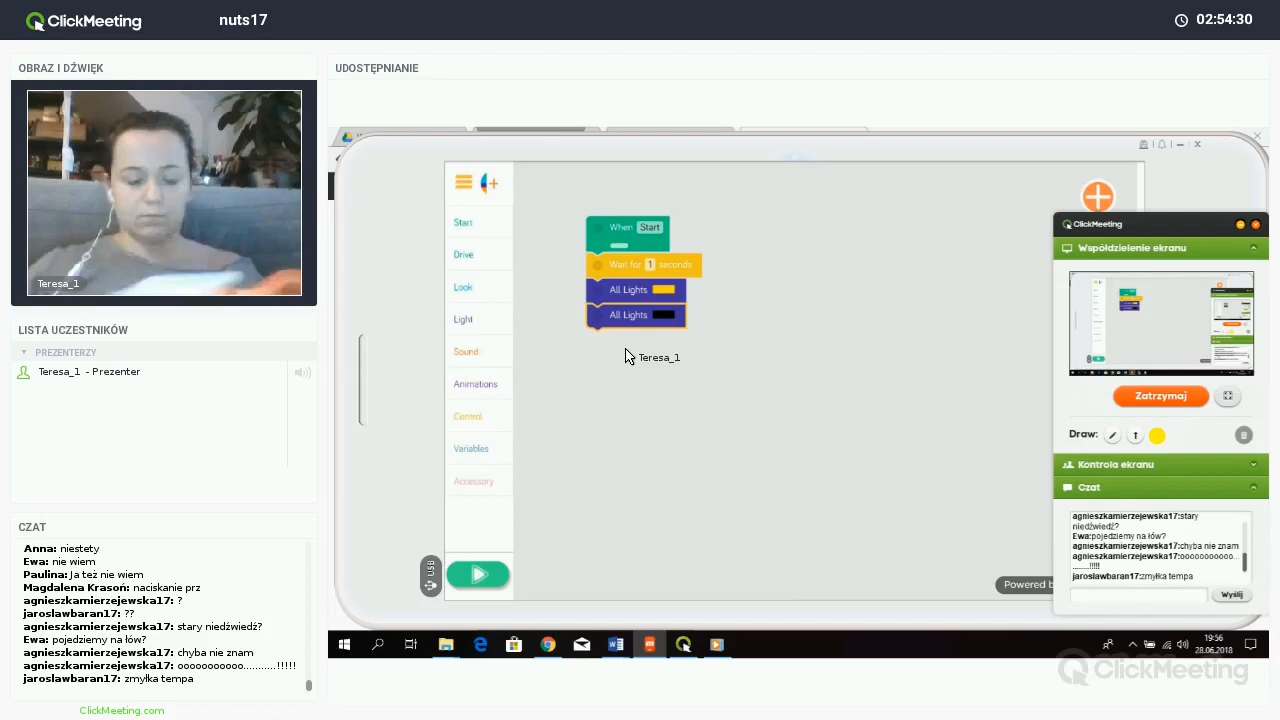 ClickMeeting
nuts17
02:54:30
OBRAZ I DŹWIĘK
Teresa_1
LISTA UCZESTNIKÓW
PREZENTERZY
Teresa_1 - Prezenter
CZAT
Anna: niestety
Ewa: nie wiem
Paulina: Ja też nie wiem
Magdalena Krasoń: naciskanie prz
agnieszkamierzejewska17: ?
jaroslawbaran17: ??
agnieszkamierzejewska17: stary niedźwiedź?
Ewa: pojedziemy na łów?
agnieszkamierzejewska17: chyba nie znam
agnieszkamierzejewska17: ooooooooooo..........!!!!!
jaroslawbaran17: zmyłka tempa
ClickMeeting.com
UDOSTĘPNIANIE
Start
Drive
Look
Light
Sound
Animations
Control
Variables
Accessory
When Start
Wait for 1 seconds
All Lights
All Lights
Teresa_1
USB
Powered b
ClickMeeting
Współdzielenie ekranu
Zatrzymaj
Draw:
Kontrola ekranu
Czat
agnieszkamierzejewska17:stary
niedźwiedź?
Ewa:pojedziemy na łów?
agnieszkamierzejewska17:chyba nie znam
agnieszkamierzejewska17:ooooooooooo...
.......!!!!!
jaroslawbaran17:zmyłka tempa
Wyślij
19:56
28.06.2018
ClickMeeting